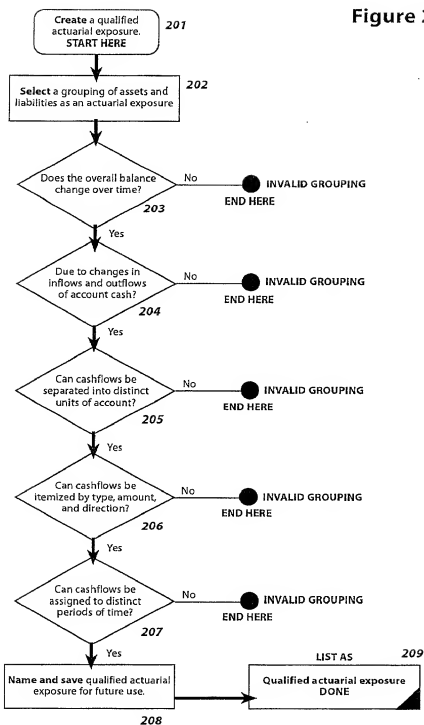 Figure 2
Create a qualified
actuarial exposure.
START HERE
201
Select a grouping of assets and
liabilities as an actuarial exposure
202
Does the overall balance
change over time?
203
No
INVALID GROUPING
END HERE
Yes
Due to changes in
inflows and outflows
of account cash?
204
No
INVALID GROUPING
END HERE
Yes
Can cashflows be
separated into distinct
units of account?
205
No
INVALID GROUPING
END HERE
Yes
Can cashflows be
itemized by type, amount,
and direction?
206
No
INVALID GROUPING
END HERE
Yes
Can cashflows be
assigned to distinct
periods of time?
207
No
INVALID GROUPING
END HERE
Yes
Name and save qualified actuarial
exposure for future use.
208
LIST AS
209
Qualified actuarial exposure
DONE